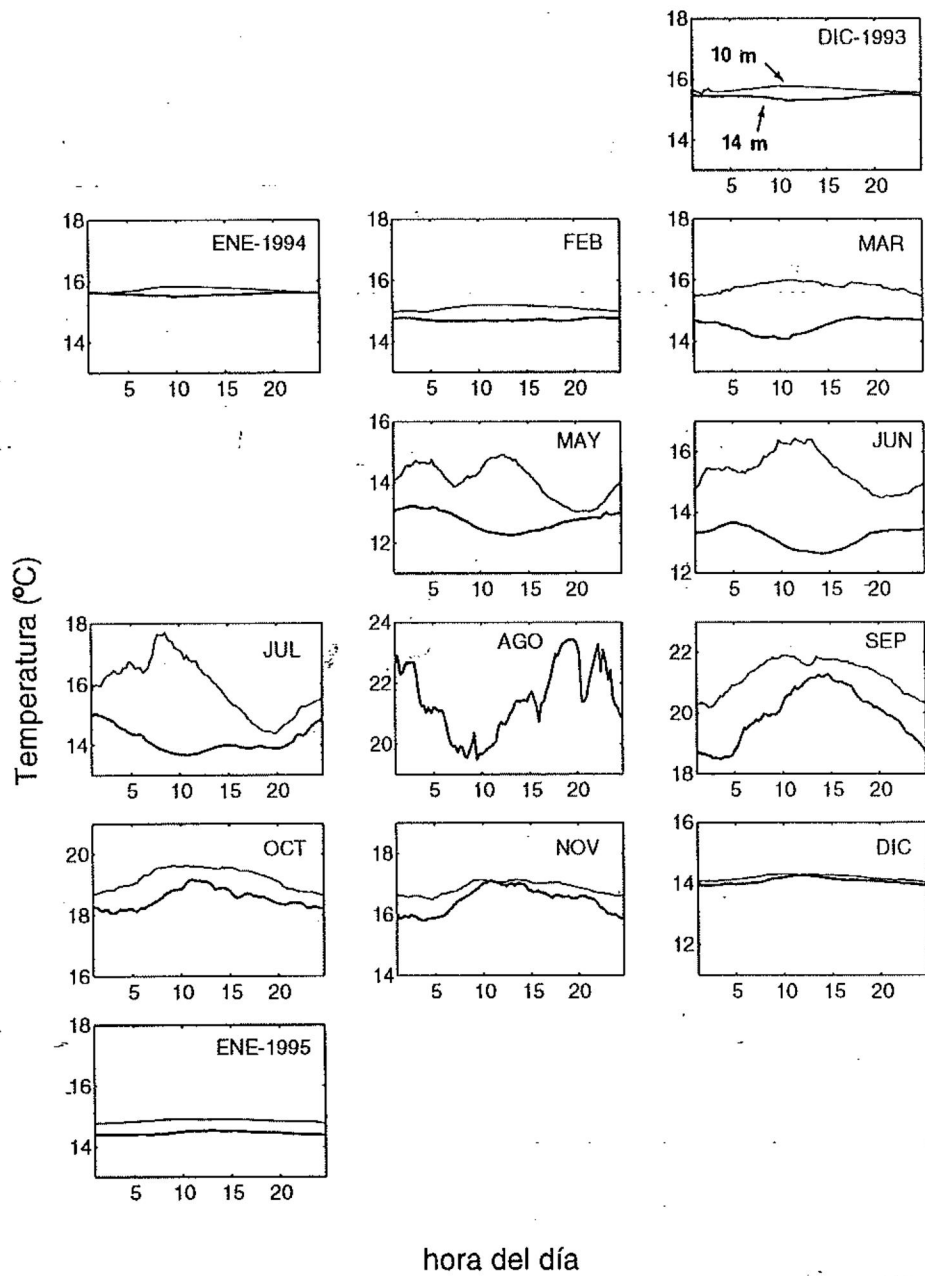 18
DIC-1993
10 m
16
14 m
14
5 10 15 20
18 18 18
ENE-1994 FEB MAR
16 16 16
14 14 14
5 10 15 20 5 10 15 20 5 10 15 20
16 MAY JUN
16
14
14
12
12
5 10 15 20 5 10 15 20
Temperatura (ºC)
18 24
JUL AGO SEP
22
16 22
20
14 20
18
5 10 15 20 5 10 15 20 5 10 15 20
OCT NOV 16 DIC
20 18
14
18 16
12
16 14
5 10 15 20 5 10 15 20 5 10 15 20
18
ENE-1995
16
14
5 10 15 20
hora del día